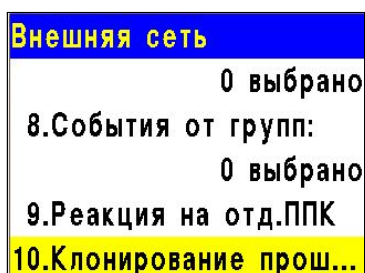 Внешняя сеть
0 выбрано
8.События от групп:
0 выбрано
9.Реакция на отд.ППК
10.Клонирование прош...